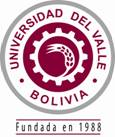 UNIVERSIDAD DEL VALLE
BOLIVIA
Fundada en 1988